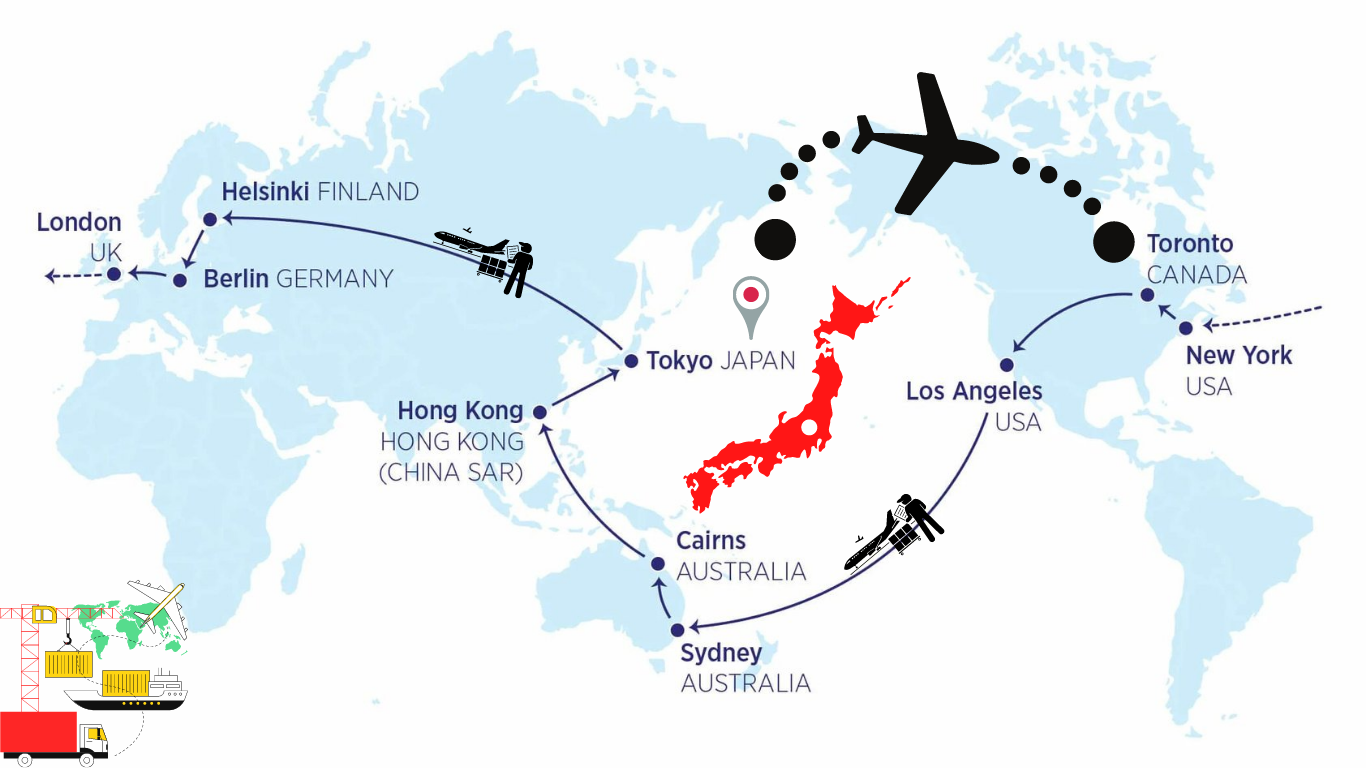 Helsinki FINLAND
London
UK
Berlin GERMANY
Toronto
CANADA
New York
USA
Los Angeles
USA
Tokyo JAPAN
Hong Kong
HONG KONG
(CHINA SAR)
Cairns
AUSTRALIA
Sydney
AUSTRALIA